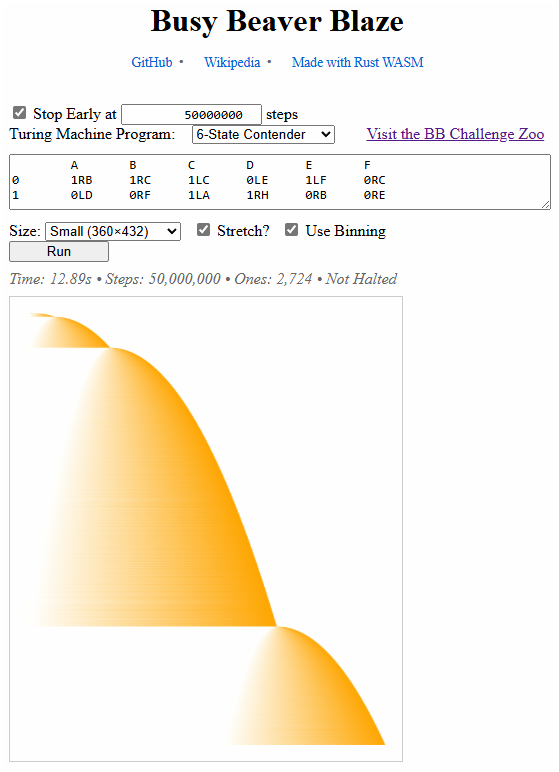 Busy Beaver Blaze
GitHub • Wikipedia • Made with Rust WASM
Stop Early at 50000000 steps
Turing Machine Program: 6-State Contender Visit the BB Challenge Zoo
A B C D E F
0 1RB 1RC 1LC 0LE 1LF 0RC
1 0LD 0RF 1LA 1RH 0RB 0RE
Size: Small (360×432) Stretch? Use Binning
Run
Time: 12.89s • Steps: 50,000,000 • Ones: 2,724 • Not Halted